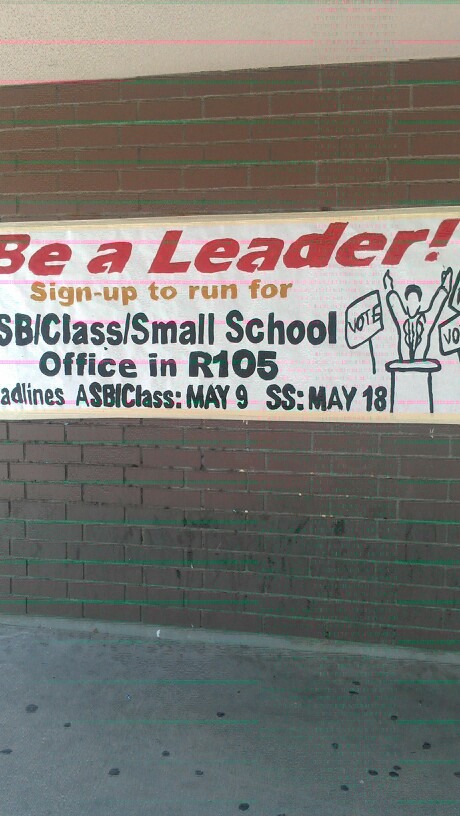 Be a Leader!
Sign-up to run for
SB/Class/Small School
Office in R105
adlines ASB/Class: MAY 9 SS: MAY 18
VOTE
VO